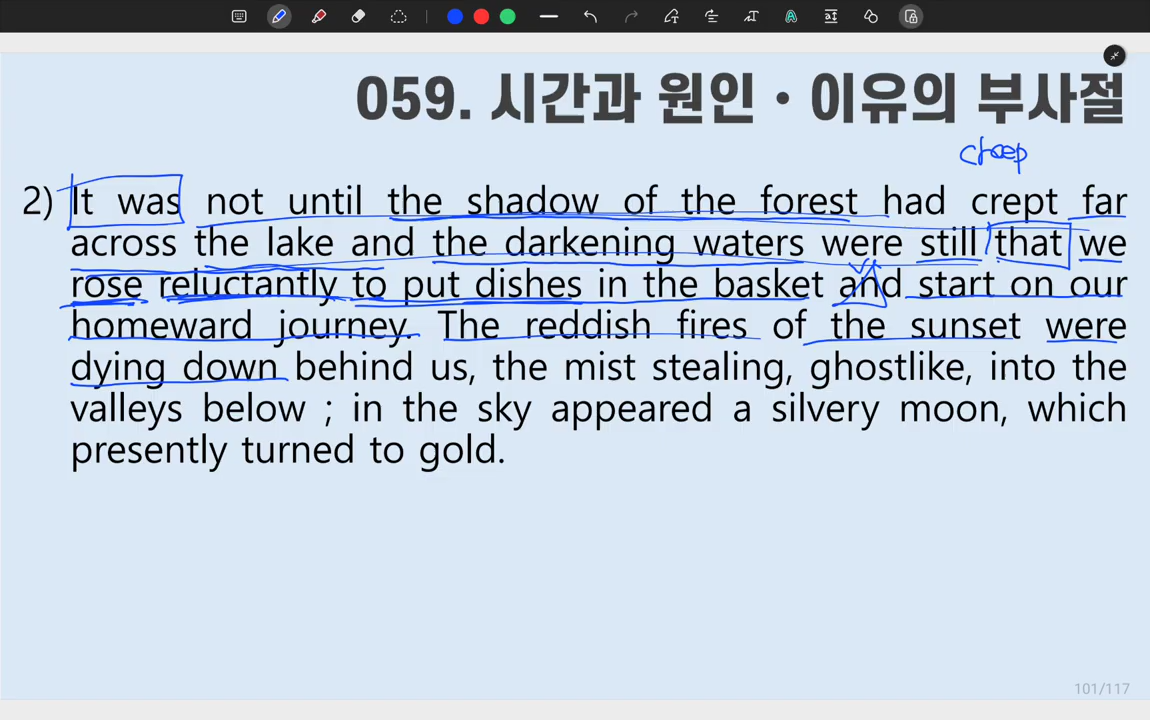 059. 시간과 원인·이유의 부사절
creep
2) It was not until the shadow of the forest had crept far
across the lake and the darkening waters were still that we
rose reluctantly to put dishes in the basket and start on our
homeward journey. The reddish fires of the sunset were
dying down behind us, the mist stealing, ghostlike, into the
valleys below ; in the sky appeared a silvery moon, which
presently turned to gold.
101/117